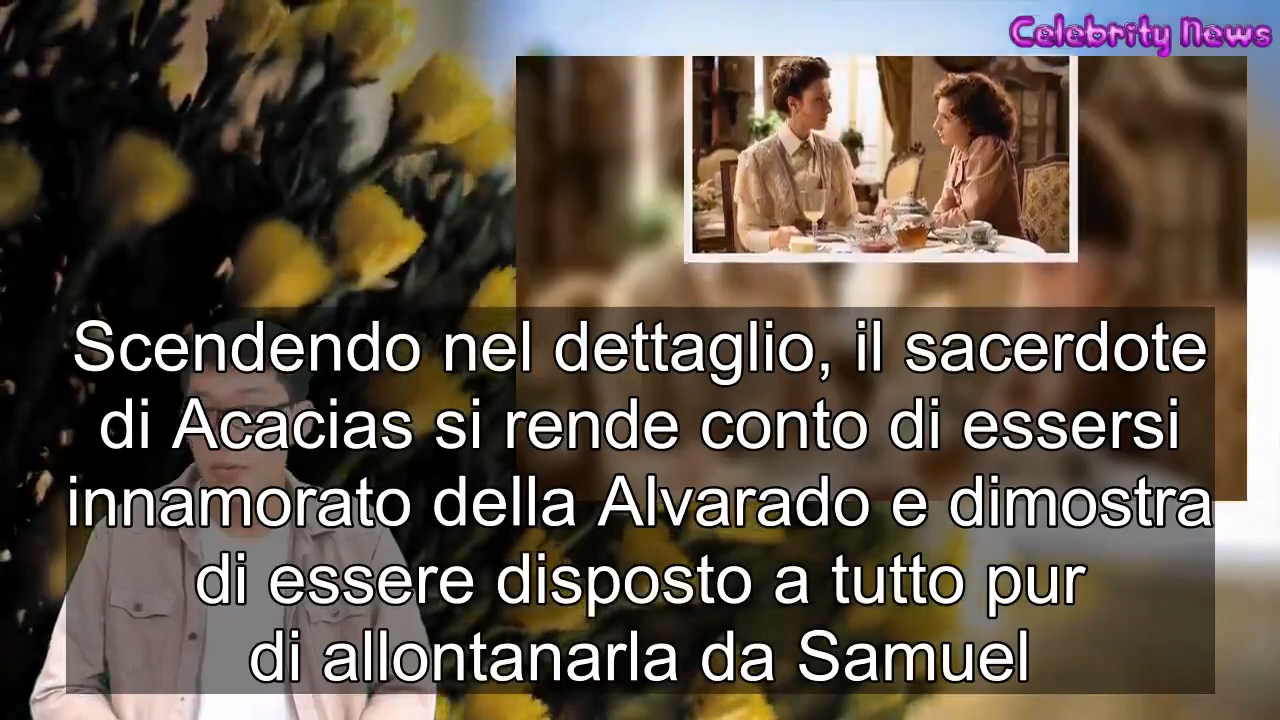 Celebrity News
Scendendo nel dettaglio, il sacerdote
di Acacias si rende conto di essersi
innamorato della Alvarado e dimostra
di essere disposto a tutto pur
di allontanarla da Samuel